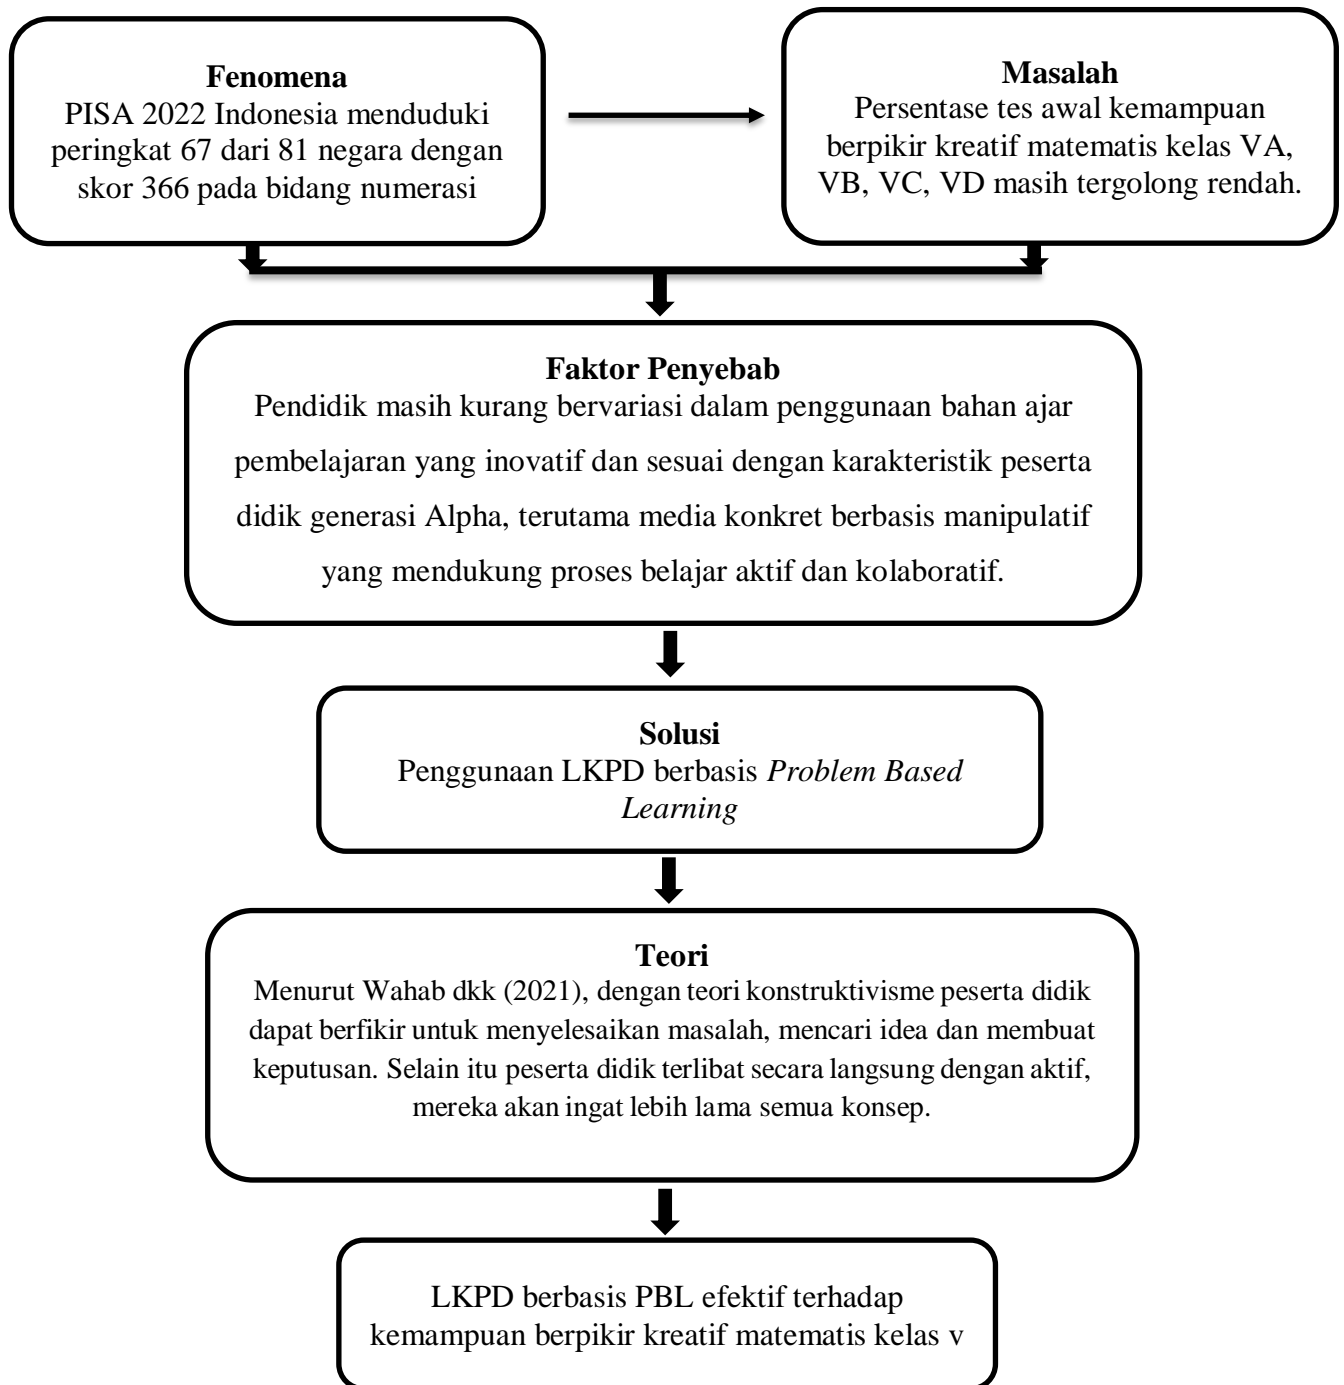 Fenomena
PISA 2022 Indonesia menduduki
peringkat 67 dari 81 negara dengan
skor 366 pada bidang numerasi
Masalah
Persentase tes awal kemampuan
berpikir kreatif matematis kelas VA,
VB, VC, VD masih tergolong rendah.
Faktor Penyebab
Pendidik masih kurang bervariasi dalam penggunaan bahan ajar
pembelajaran yang inovatif dan sesuai dengan karakteristik peserta
didik generasi Alpha, terutama media konkret berbasis manipulatif
yang mendukung proses belajar aktif dan kolaboratif.
Solusi
Penggunaan LKPD berbasis Problem Based
Learning
Teori
Menurut Wahab dkk (2021), dengan teori konstruktivisme peserta didik
dapat berfikir untuk menyelesaikan masalah, mencari idea dan membuat
keputusan. Selain itu peserta didik terlibat secara langsung dengan aktif,
mereka akan ingat lebih lama semua konsep.
LKPD berbasis PBL efektif terhadap
kemampuan berpikir kreatif matematis kelas v